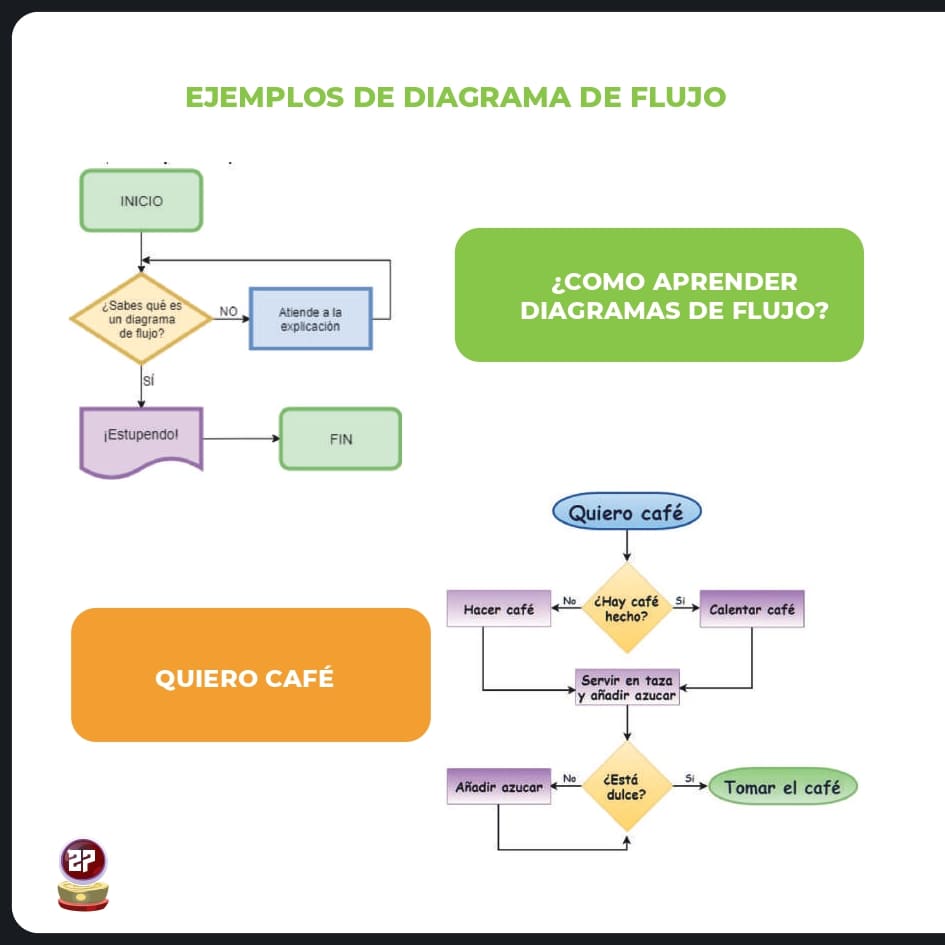 EJEMPLOS DE DIAGRAMA DE FLUJO
INICIO
¿Sabes qué es
un diagrama
de flujo?
NO
Atiende a la
explicación
SÍ
¡Estupendo!
FIN
¿COMO APRENDER
DIAGRAMAS DE FLUJO?
QUIERO CAFÉ
Quiero café
¿Hay café
hecho?
No
Si
Hacer café
Calentar café
Servir en taza
y añadir azucar
¿Está
dulce?
No
Si
Añadir azucar
Tomar el café
2P